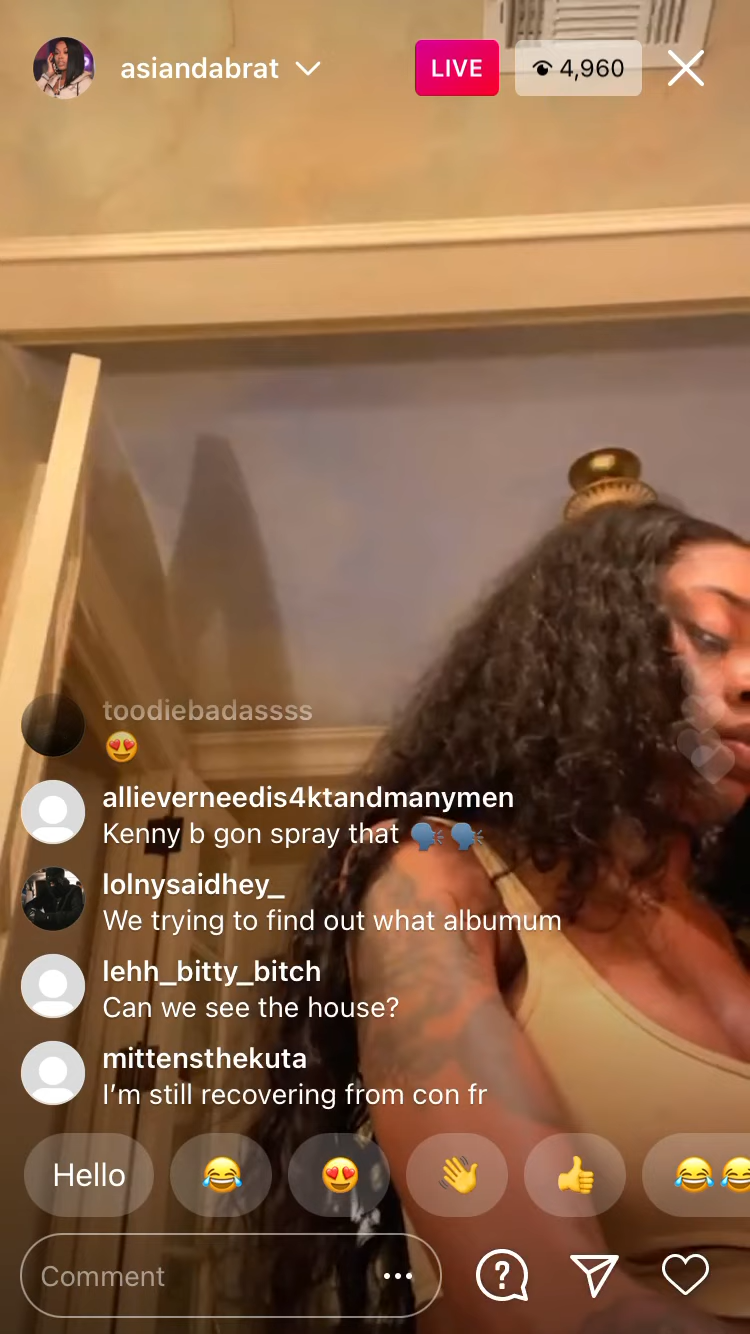 asiandabrat
LIVE
4,960
toodiebadassss
😍
allieverneedis4ktandmanymen
Kenny b gon spray that 🗣️ 🗣️
lolnysaidhey_
We trying to find out what albumum
lehh_bitty_bitch
Can we see the house?
mittensthekuta
I’m still recovering from con fr
Hello 😂 😍 👋 👍 😂😂
Comment